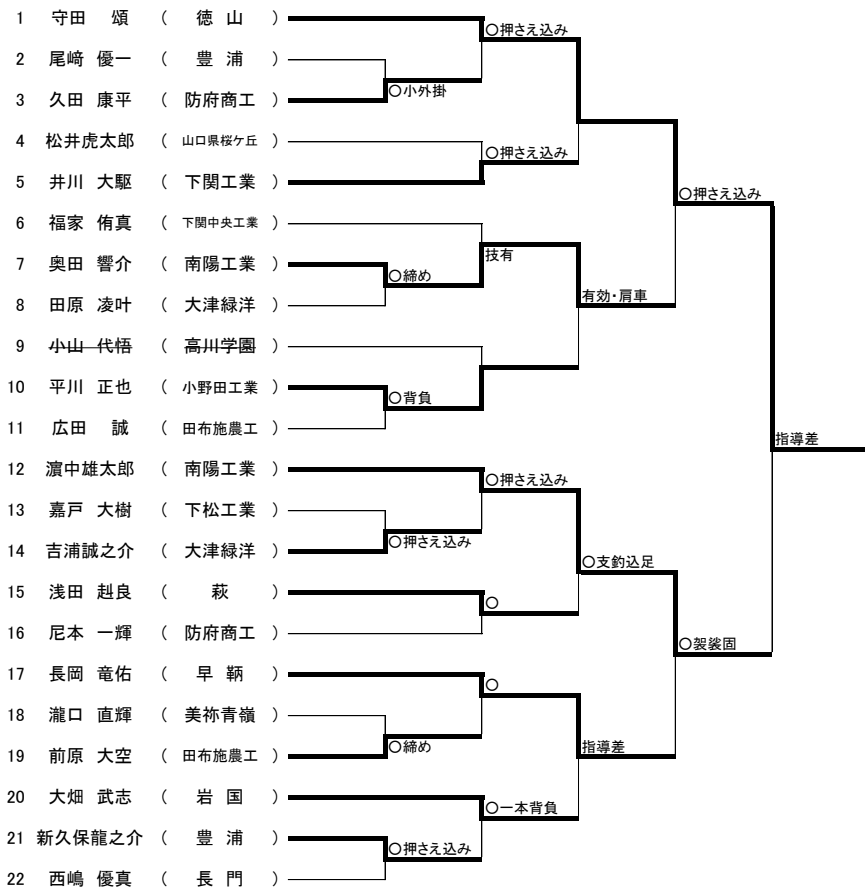 1 守田 頌 ( 徳 山 )
○押さえ込み
2 尾﨑 優一 ( 豊 浦 )
○小外掛
3 久田 康平 ( 防府商工 )
4 松井虎太郎 ( 山口県桜ケ丘 )
○押さえ込み
5 井川 大駆 ( 下関工業 )
○押さえ込み
6 福家 侑真 ( 下関中央工業 )
技有
7 奥田 響介 ( 南陽工業 )
○締め
有効・肩車
8 田原 凌叶 ( 大津緑洋 )
9 小山 代悟 ( 高川学園 )
10 平川 正也 ( 小野田工業 )
○背負
11 広田 誠 ( 田布施農工 )
指導差
12 濵中雄太郎 ( 南陽工業 )
○押さえ込み
13 嘉戸 大樹 ( 下松工業 )
○押さえ込み
14 吉浦誠之介 ( 大津緑洋 )
○支釣込足
15 浅田 赳良 ( 萩 )
○
16 尼本 一輝 ( 防府商工 )
○袈裟固
17 長岡 竜佑 ( 早 鞆 )
○
18 瀧口 直輝 ( 美祢青嶺 )
○締め
指導差
19 前原 大空 ( 田布施農工 )
20 大畑 武志 ( 岩 国 )
○一本背負
21 新久保龍之介 ( 豊 浦 )
○押さえ込み
22 西嶋 優真 ( 長 門 )